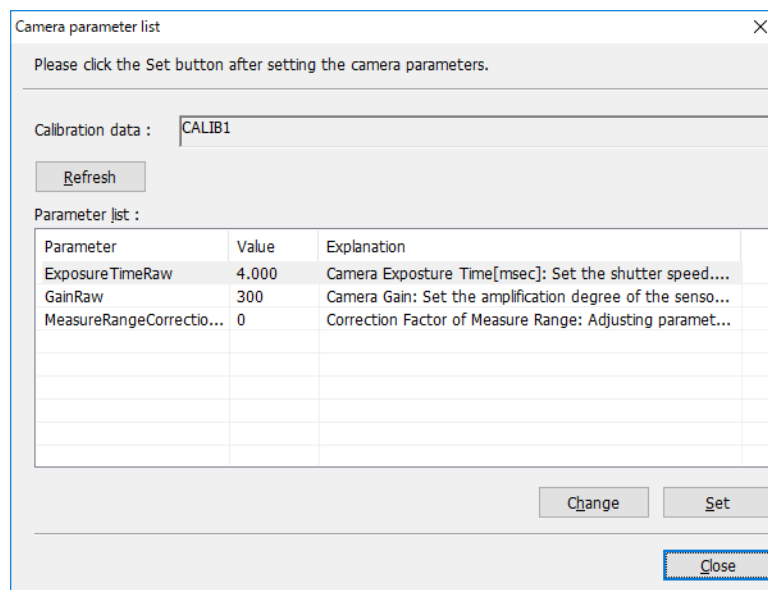 Camera parameter list
Please click the Set button after setting the camera parameters.
Calibration data : CALIB1
Refresh
Parameter list :
Parameter Value Explanation
ExposureTimeRaw 4.000 Camera Exposture Time[msec]: Set the shutter speed....
GainRaw 300 Camera Gain: Set the amplification degree of the senso...
MeasureRangeCorrectio... 0 Correction Factor of Measure Range: Adjusting paramet...
Change Set
Close